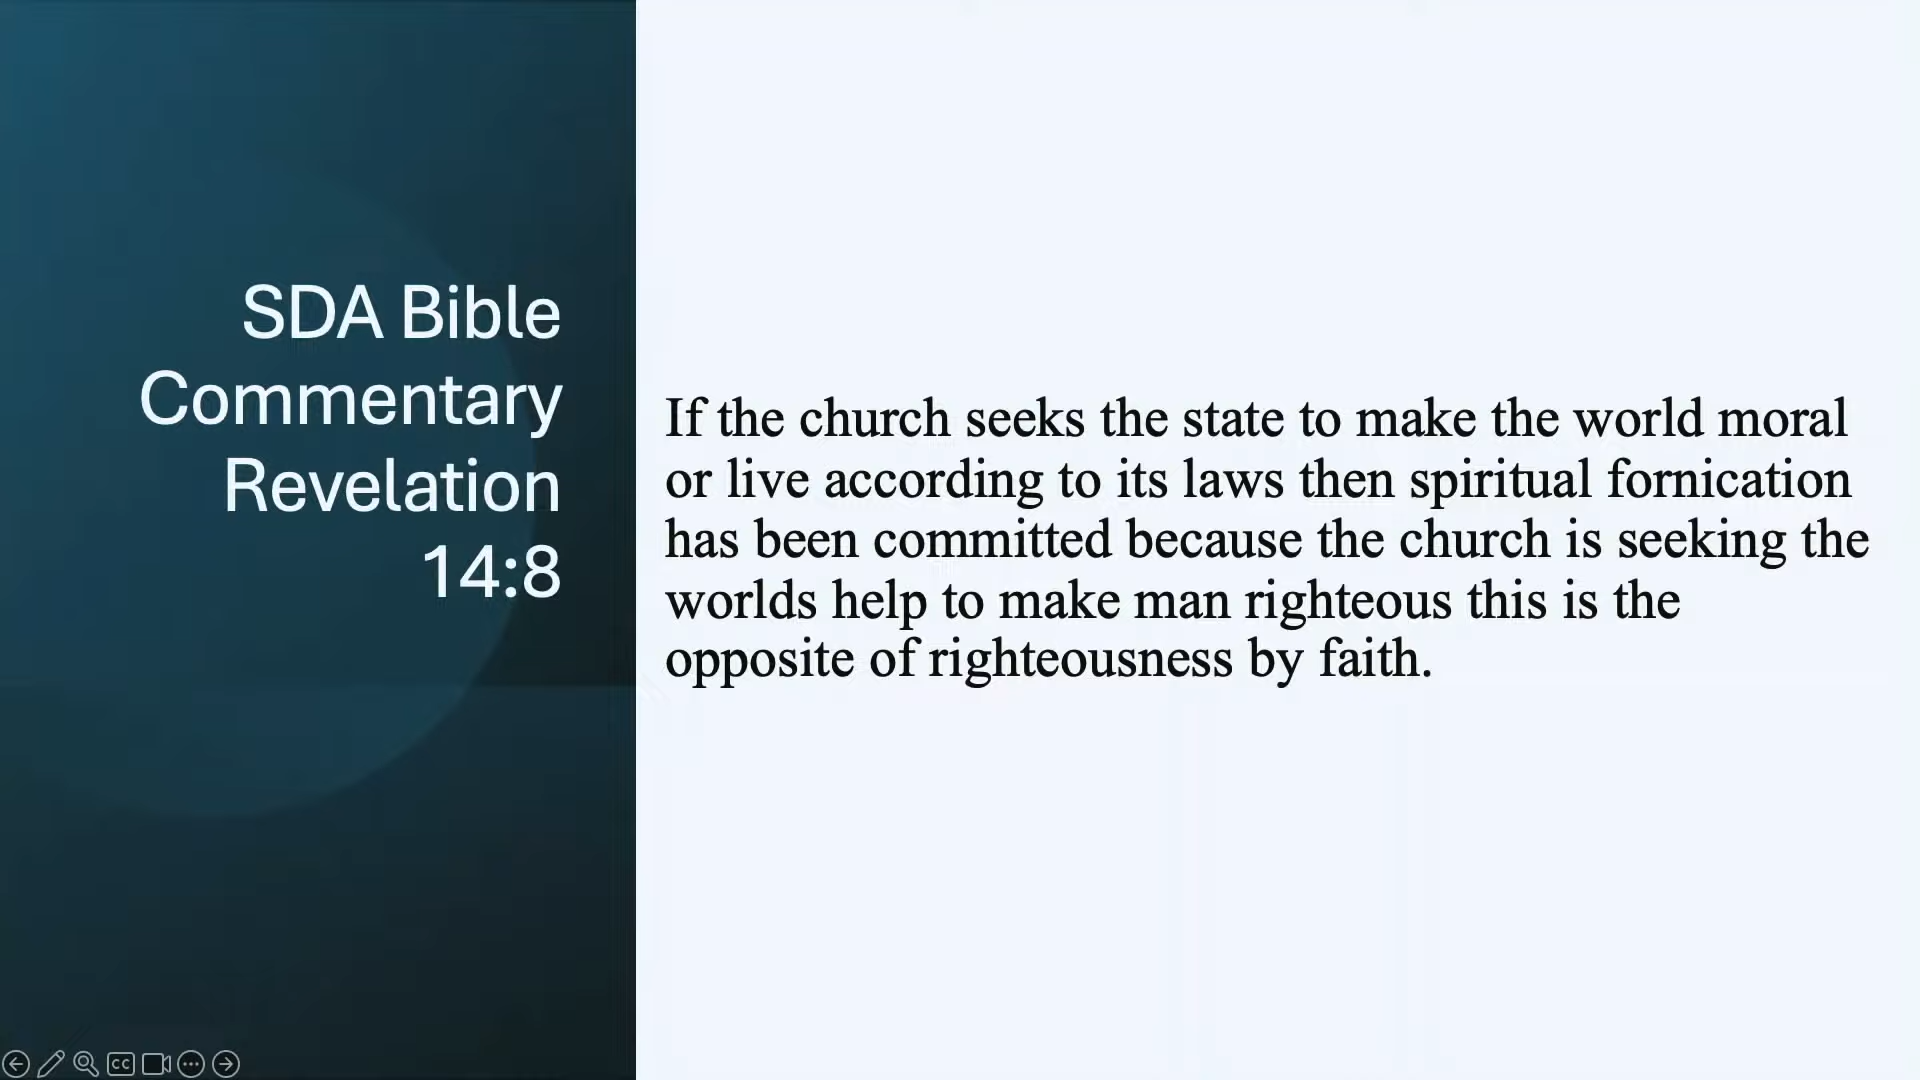 SDA Bible
Commentary
Revelation
14:8
If the church seeks the state to make the world moral
or live according to its laws then spiritual fornication
has been committed because the church is seeking the
worlds help to make man righteous this is the
opposite of righteousness by faith.
CC